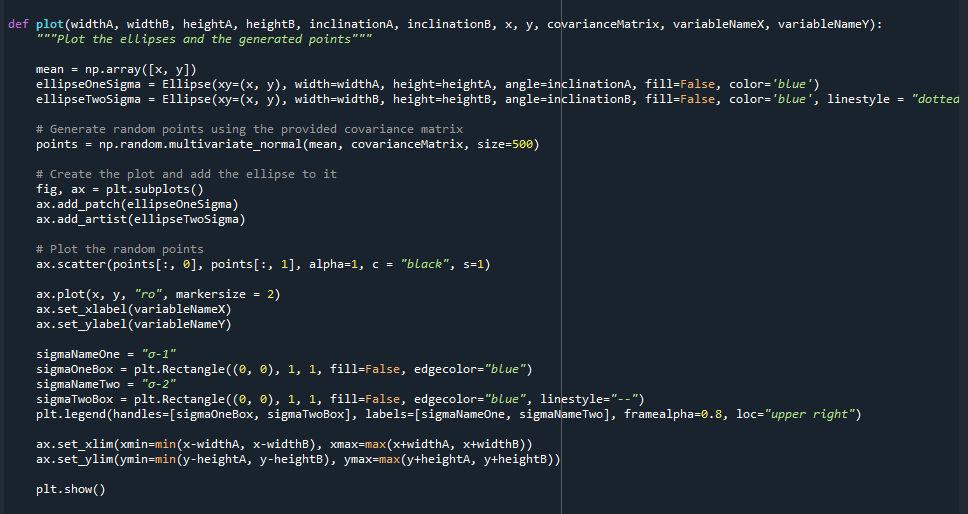 def plot(widthA, widthB, heightA, heightB, inclinationA, inclinationB, x, y, covarianceMatrix, variableNameX, variableNameY):
"""Plot the ellipses and the generated points"""
mean = np.array([x, y])
ellipseOneSigma = Ellipse(xy=(x, y), width=widthA, height=heightA, angle=inclinationA, fill=False, color='blue')
ellipseTwoSigma = Ellipse(xy=(x, y), width=widthB, height=heightB, angle=inclinationB, fill=False, color='blue', linestyle = "dotted
# Generate random points using the provided covariance matrix
points = np.random.multivariate_normal(mean, covarianceMatrix, size=500)
# Create the plot and add the ellipse to it
fig, ax = plt.subplots()
ax.add_patch(ellipseOneSigma)
ax.add_artist(ellipseTwoSigma)
# Plot the random points
ax.scatter(points[:, 0], points[:, 1], alpha=1, c = "black", s=1)
ax.plot(x, y, "ro", markersize = 2)
ax.set_xlabel(variableNameX)
ax.set_ylabel(variableNameY)
sigmaNameOne = "σ-1"
sigmaOneBox = plt.Rectangle((0, 0), 1, 1, fill=False, edgecolor="blue")
sigmaNameTwo = "σ-2"
sigmaTwoBox = plt.Rectangle((0, 0), 1, 1, fill=False, edgecolor="blue", linestyle="--")
plt.legend(handles=[sigmaOneBox, sigmaTwoBox], labels=[sigmaNameOne, sigmaNameTwo], framealpha=0.8, loc="upper right")
ax.set_xlim(xmin=min(x-widthA, x-widthB), xmax=max(x+widthA, x+widthB))
ax.set_ylim(ymin=min(y-heightA, y-heightB), ymax=max(y+heightA, y+heightB))
plt.show()